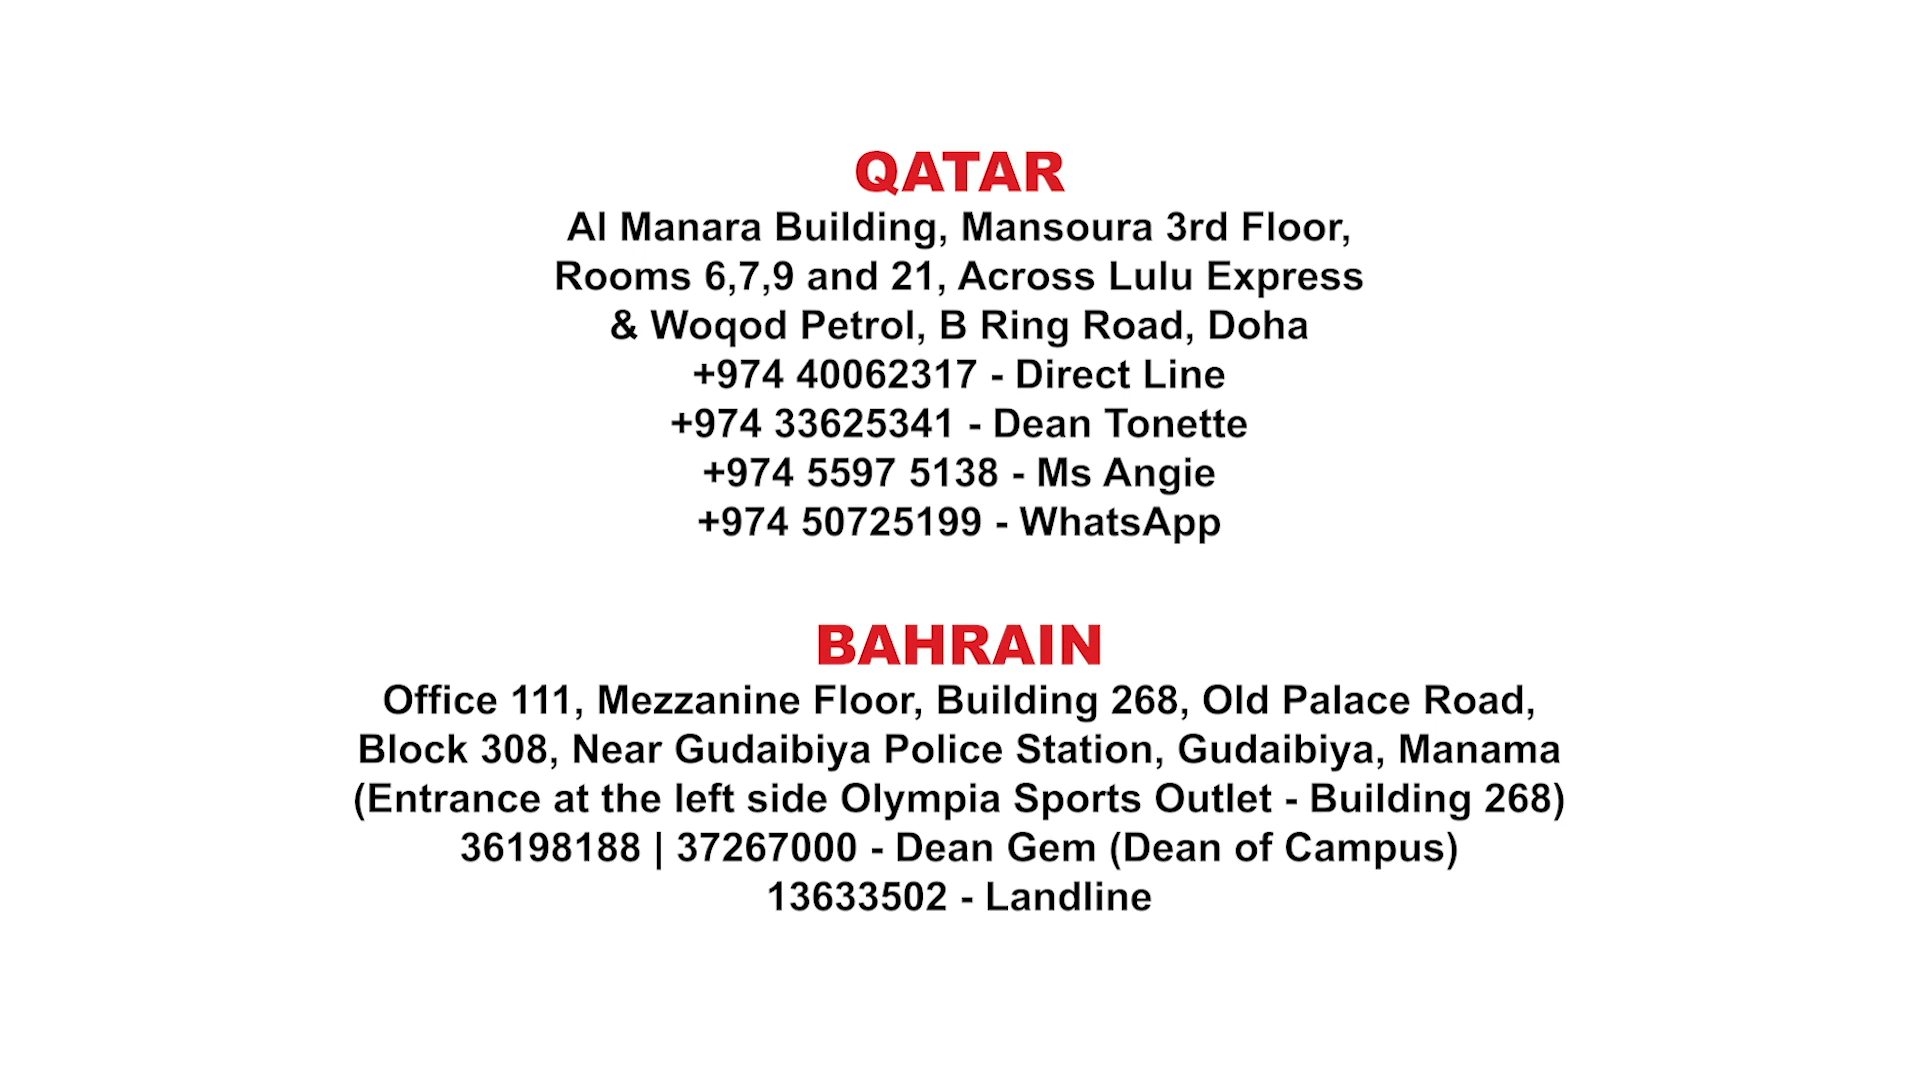 QATAR
Al Manara Building, Mansoura 3rd Floor,
Rooms 6,7,9 and 21, Across Lulu Express
& Woqod Petrol, B Ring Road, Doha
+974 40062317 - Direct Line
+974 33625341 - Dean Tonette
+974 5597 5138 - Ms Angie
+974 50725199 - WhatsApp
BAHRAIN
Office 111, Mezzanine Floor, Building 268, Old Palace Road,
Block 308, Near Gudaibiya Police Station, Gudaibiya, Manama
(Entrance at the left side Olympia Sports Outlet - Building 268)
36198188 | 37267000 - Dean Gem (Dean of Campus)
13633502 - Landline